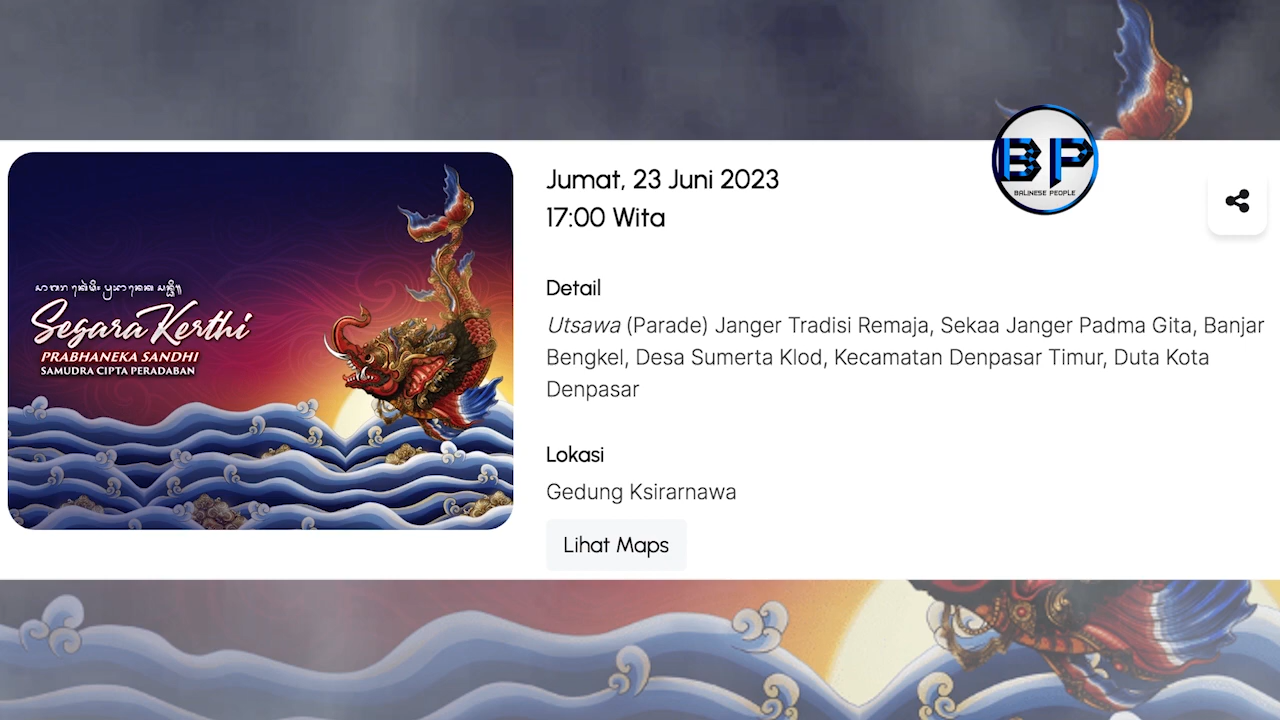 Segara Kerthi
PRABHANEKA SANDHI
SAMUDRA CIPTA PERADABAN
Jumat, 23 Juni 2023
17:00 Wita
BP
BALINESE PEOPLE
Detail
Utsawa (Parade) Janger Tradisi Remaja, Sekaa Janger Padma Gita, Banjar
Bengkel, Desa Sumerta Klod, Kecamatan Denpasar Timur, Duta Kota
Denpasar
Lokasi
Gedung Ksirarnawa
Lihat Maps